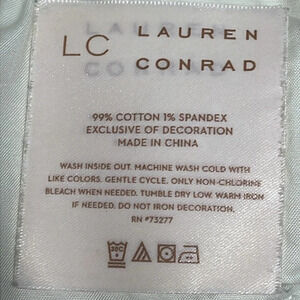 LC LAUREN
CONRAD
99% COTTON 1% SPANDEX
EXCLUSIVE OF DECORATION
MADE IN CHINA
WASH INSIDE OUT. MACHINE WASH COLD WITH
LIKE COLORS. GENTLE CYCLE. ONLY NON-CHLORINE
BLEACH WHEN NEEDED. TUMBLE DRY LOW. WARM IRON
IF NEEDED. DO NOT IRON DECORATION.
RN #73277
30C